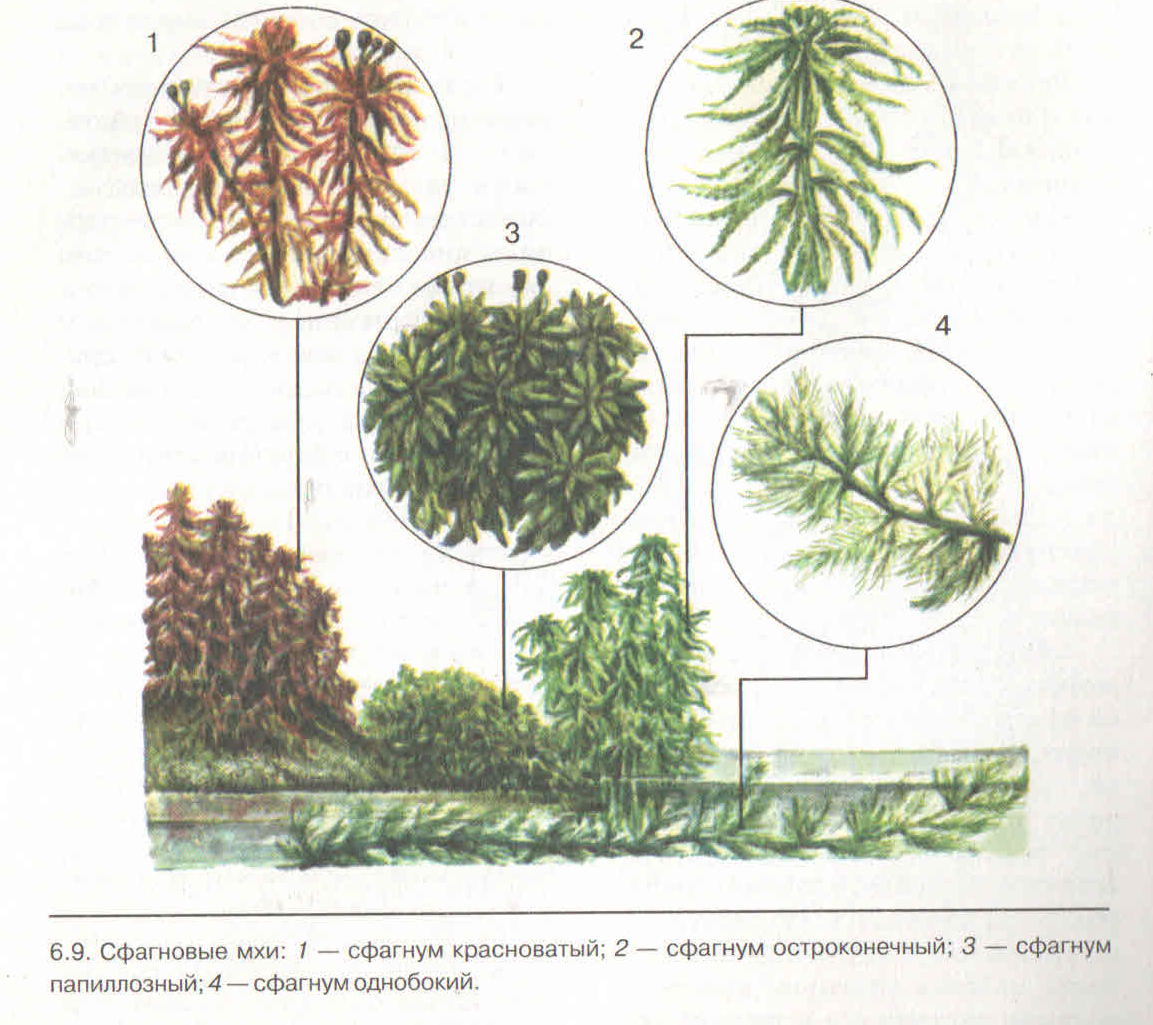 1
2
3
4
6.9. Сфагновые мхи: 1 — сфагнум красноватый; 2 — сфагнум остроконечный; 3 — сфагнум
папиллозный; 4 — сфагнум однобокий.